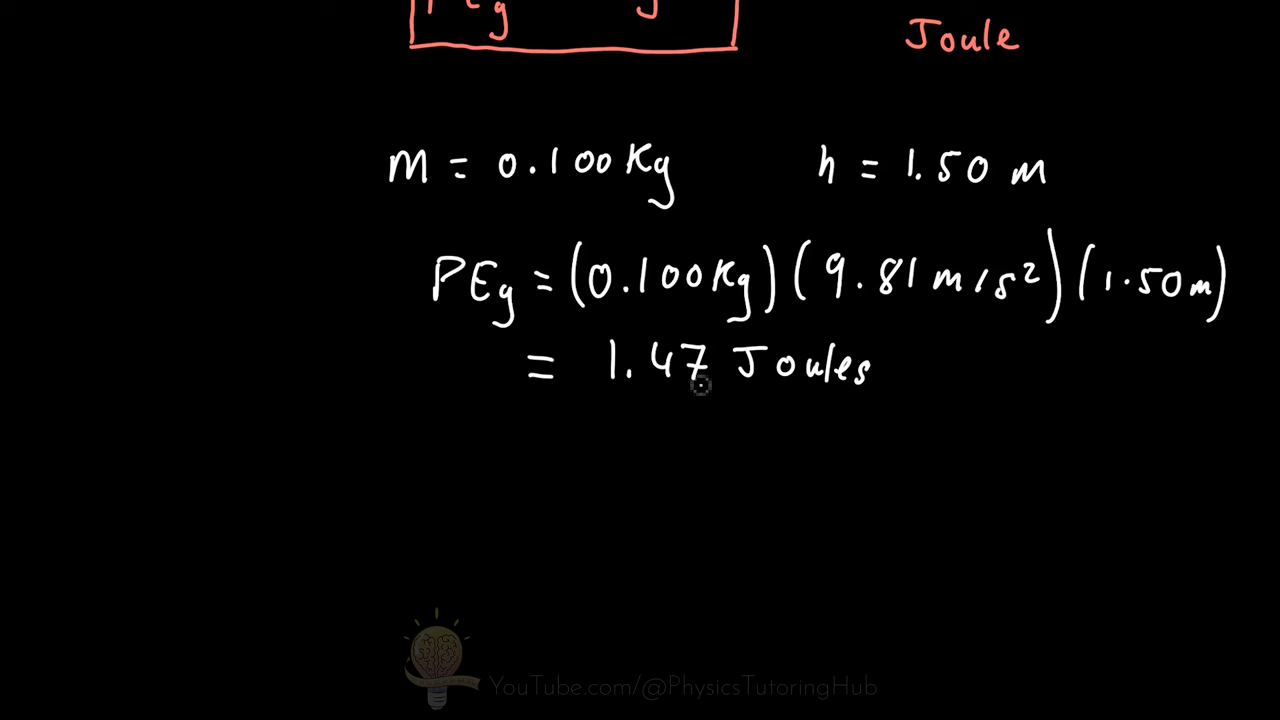 PEg
Joule
m = 0.100 Kg h = 1.50 m
PEg = (0.100 Kg) (9.81 m/s²) (1.50 m)
= 1.47 Joules
YouTube.com/@PhysicsTutoringHub